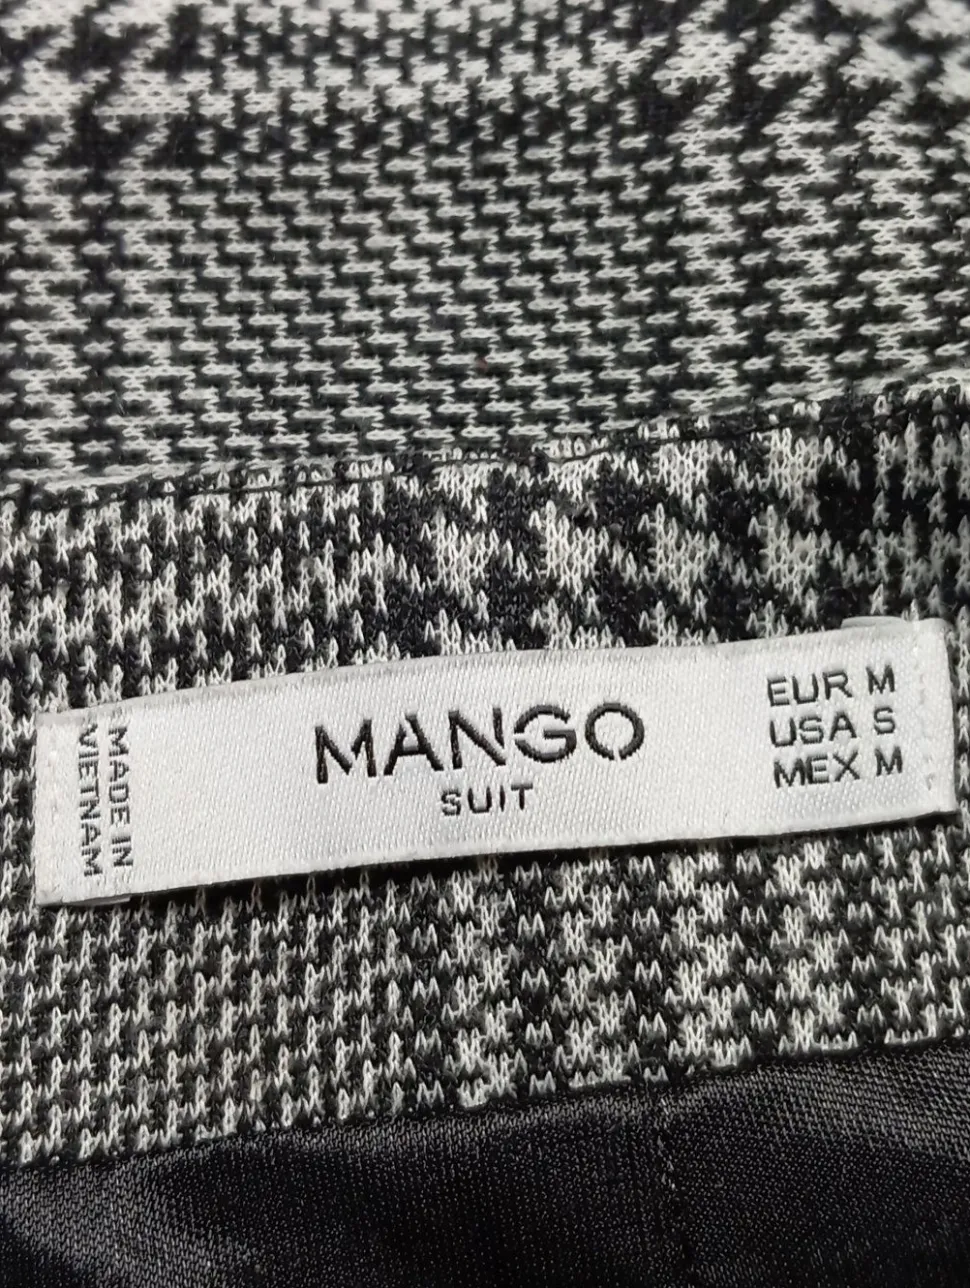 MADE IN
VIETNAM
MANGO
SUIT
EUR M
USA S
MEX M